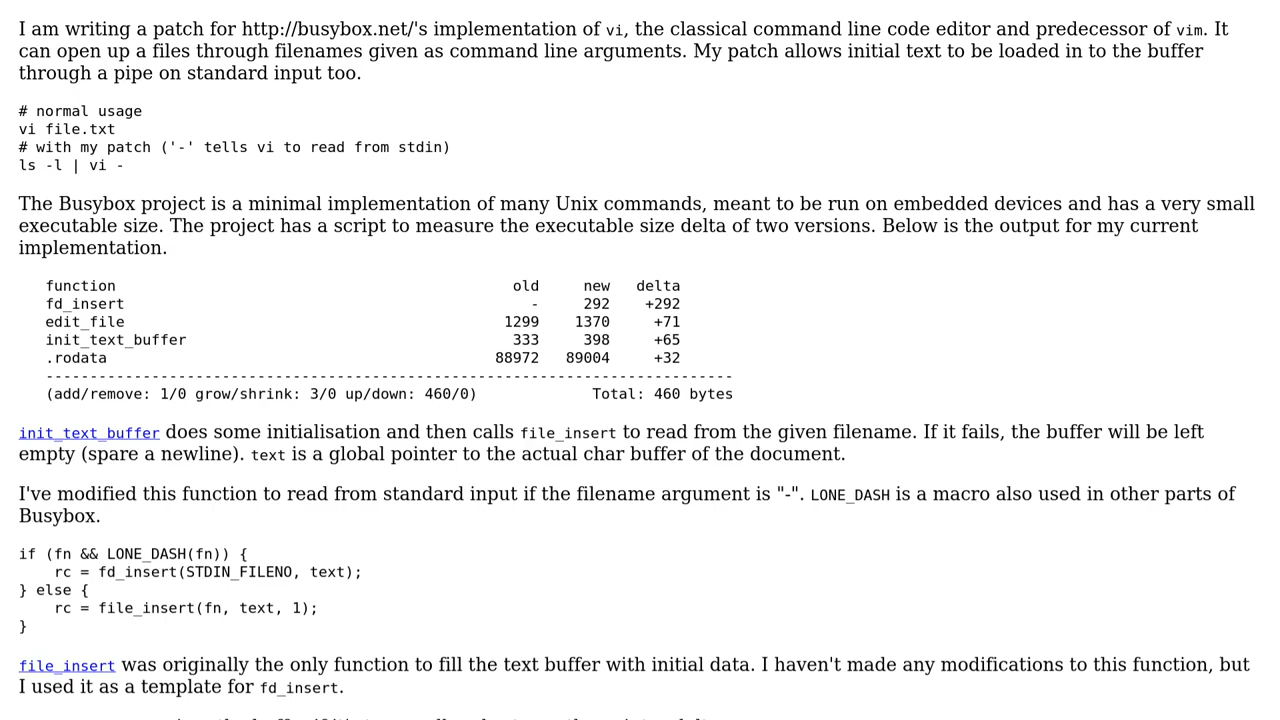 I am writing a patch for http://busybox.net/'s implementation of vi, the classical command line code editor and predecessor of vim. It
can open up a files through filenames given as command line arguments. My patch allows initial text to be loaded in to the buffer
through a pipe on standard input too.
# normal usage
vi file.txt
# with my patch ('-' tells vi to read from stdin)
ls -l | vi -
The Busybox project is a minimal implementation of many Unix commands, meant to be run on embedded devices and has a very small
executable size. The project has a script to measure the executable size delta of two versions. Below is the output for my current
implementation.
function old new delta
fd_insert - 292 +292
edit_file 1299 1370 +71
init_text_buffer 333 398 +65
.rodata 88972 89004 +32
------------------------------------------------------------------------------
(add/remove: 1/0 grow/shrink: 3/0 up/down: 460/0) Total: 460 bytes
init_text_buffer does some initialisation and then calls file_insert to read from the given filename. If it fails, the buffer will be left
empty (spare a newline). text is a global pointer to the actual char buffer of the document.
I've modified this function to read from standard input if the filename argument is "-". LONE_DASH is a macro also used in other parts of
Busybox.
if (fn && LONE_DASH(fn)) {
    rc = fd_insert(STDIN_FILENO, text);
} else {
    rc = file_insert(fn, text, 1);
}
file_insert was originally the only function to fill the text buffer with initial data. I haven't made any modifications to this function, but
I used it as a template for fd_insert.